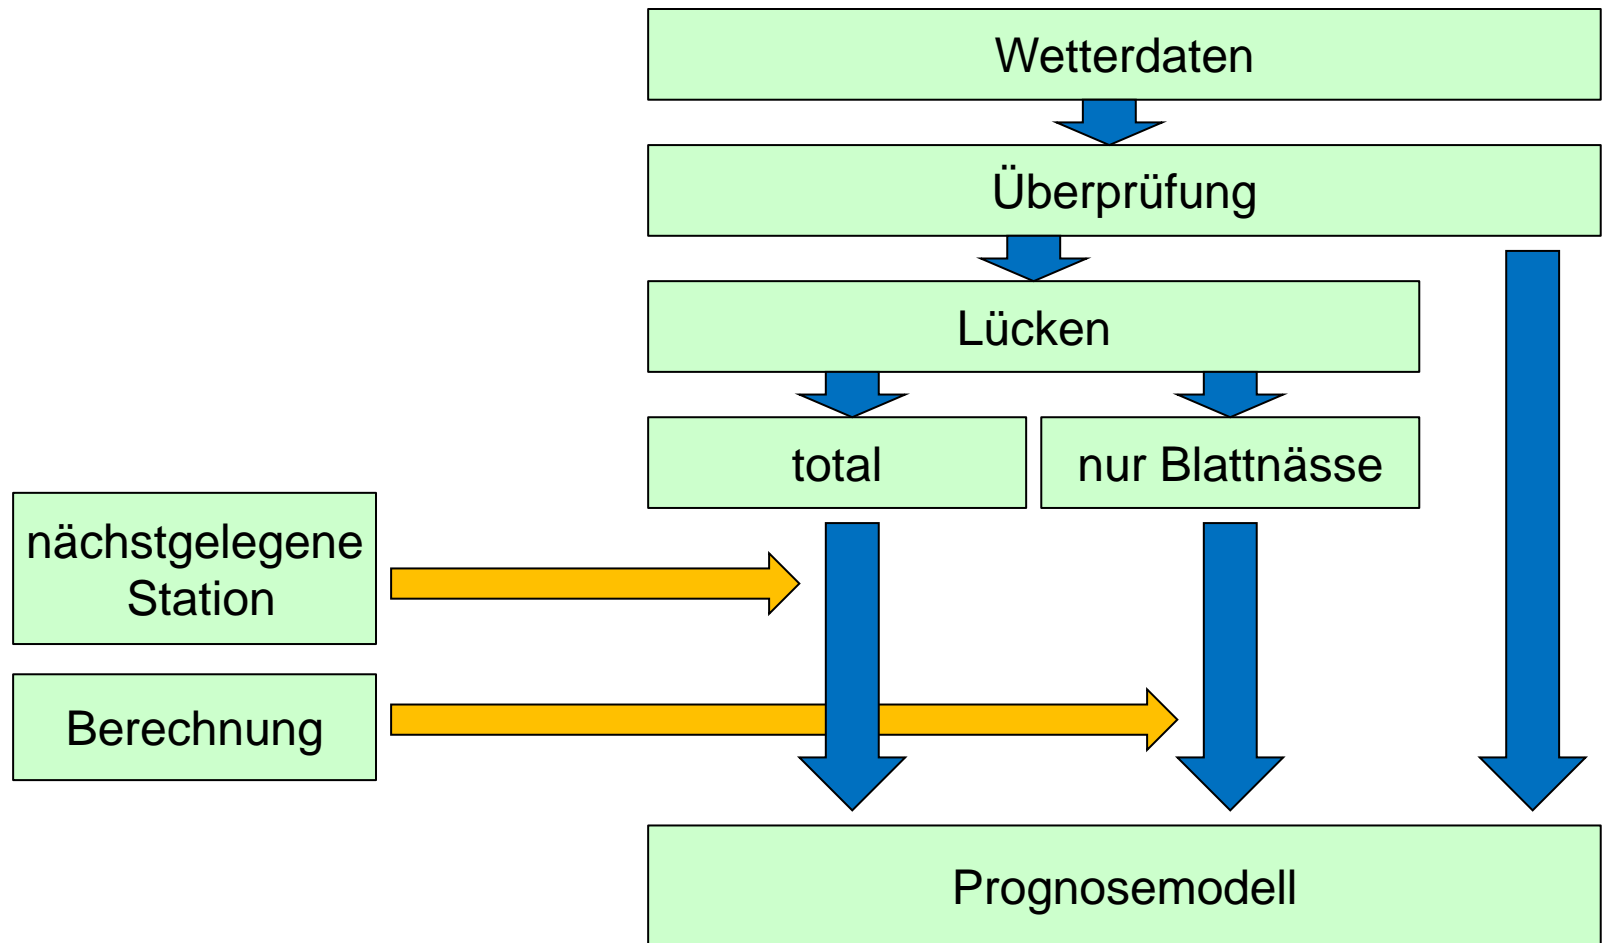 Wetterdaten
Überprüfung
Lücken
total
nur Blattnässe
nächstgelegene
Station
Berechnung
Prognosemodell